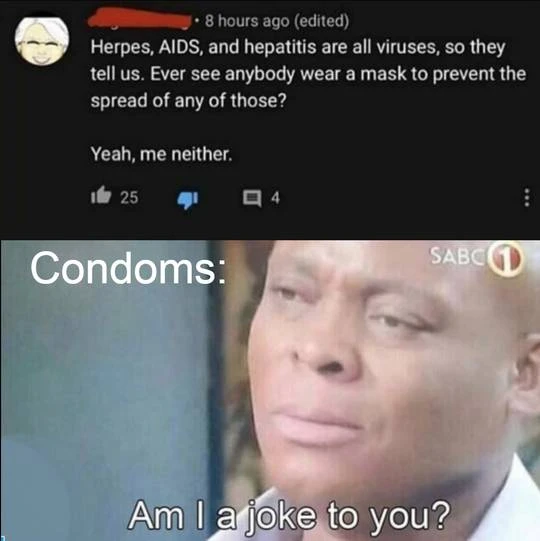 • 8 hours ago (edited)
Herpes, AIDS, and hepatitis are all viruses, so they
tell us. Ever see anybody wear a mask to prevent the
spread of any of those?
Yeah, me neither.
25 4
Condoms:
SABC 1
Am I a joke to you?